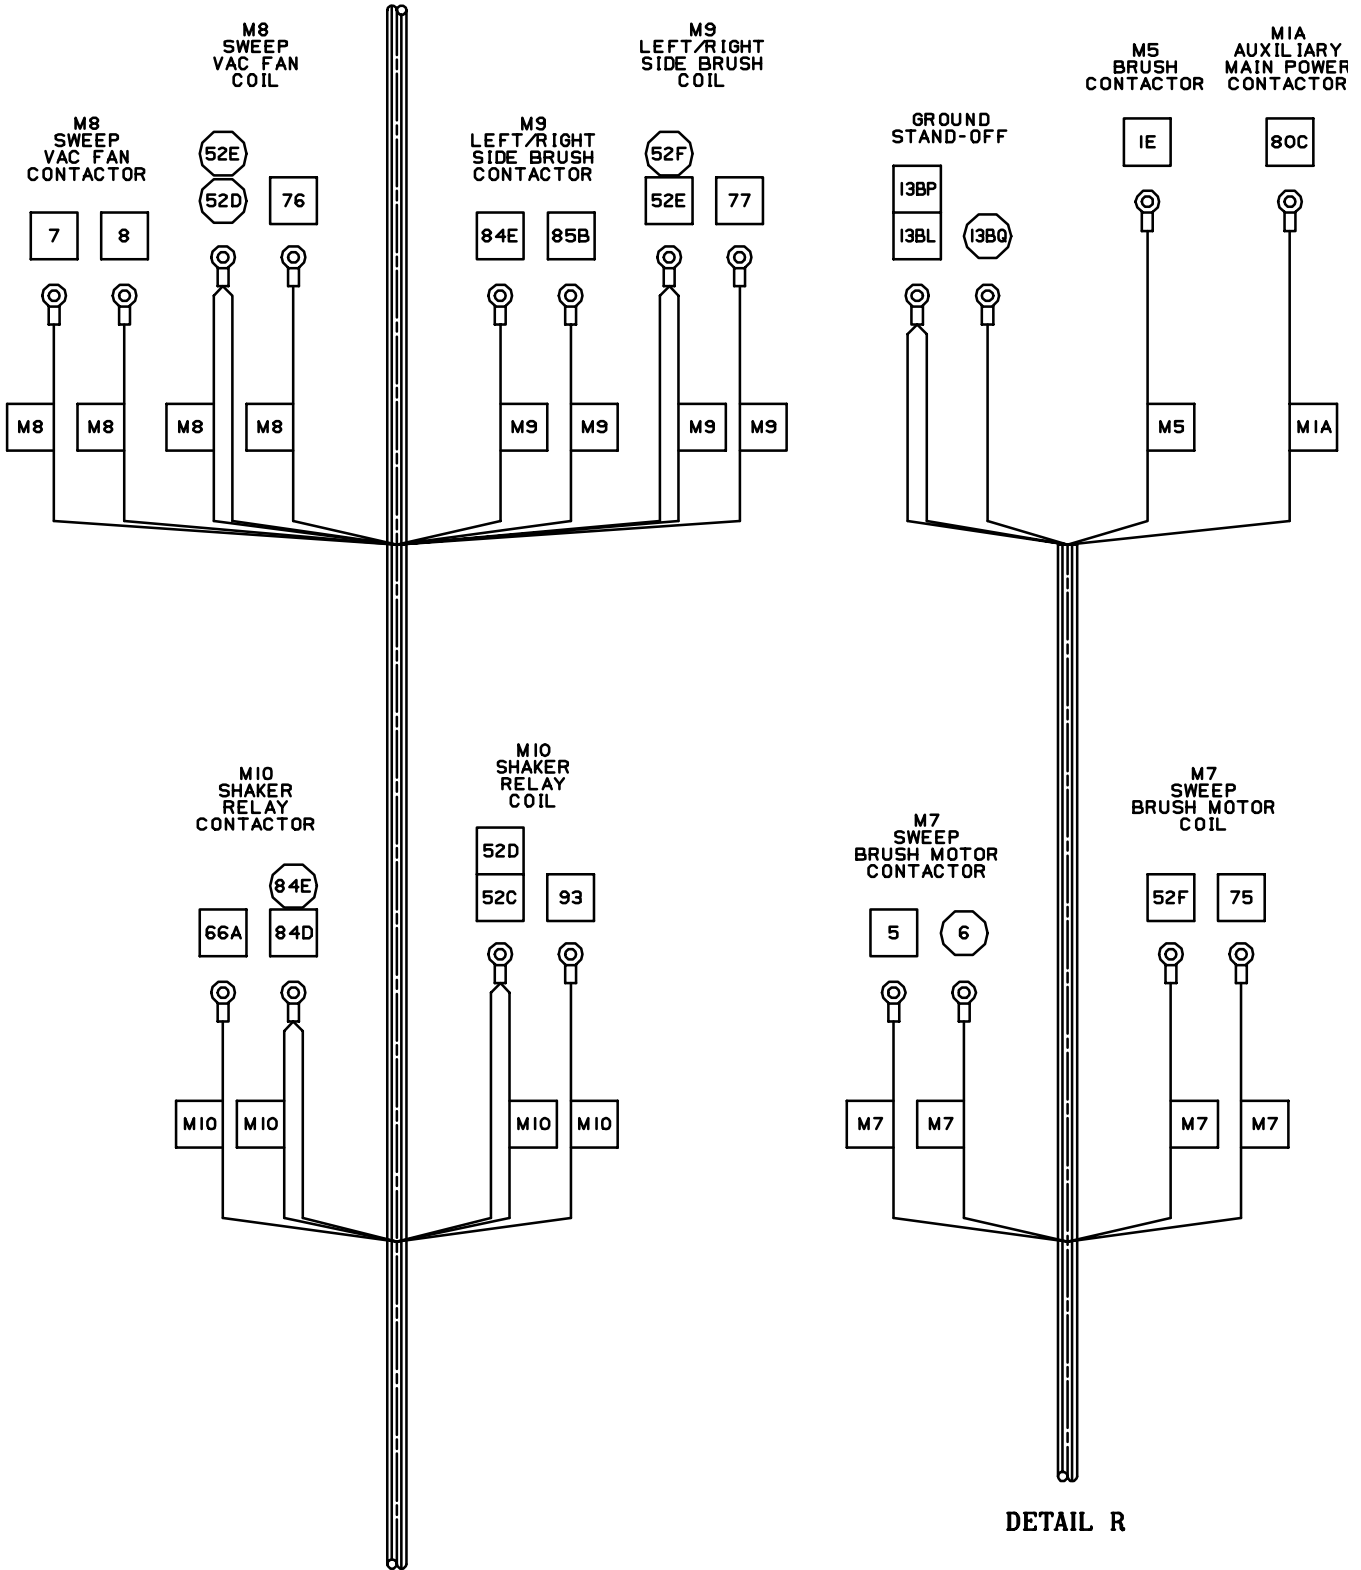 M8
SWEEP
VAC FAN
COIL
M9
LEFT/RIGHT
SIDE BRUSH
COIL
M5
BRUSH
CONTACTOR
M1A
AUXILIARY
MAIN POWER
CONTACTOR
M8
SWEEP
VAC FAN
CONTACTOR
M9
LEFT/RIGHT
SIDE BRUSH
CONTACTOR
GROUND
STAND-OFF
52E
52F
1E
80C
52D
76
52E
77
13BP
7
8
84E
85B
13BL
13BQ
M8
M8
M8
M8
M9
M9
M9
M9
M5
M1A
M10
SHAKER
RELAY
CONTACTOR
M10
SHAKER
RELAY
COIL
M7
SWEEP
BRUSH MOTOR
CONTACTOR
M7
SWEEP
BRUSH MOTOR
COIL
84E
52D
66A
84D
52C
93
5
6
52F
75
M10
M10
M10
M10
M7
M7
M7
M7
DETAIL R